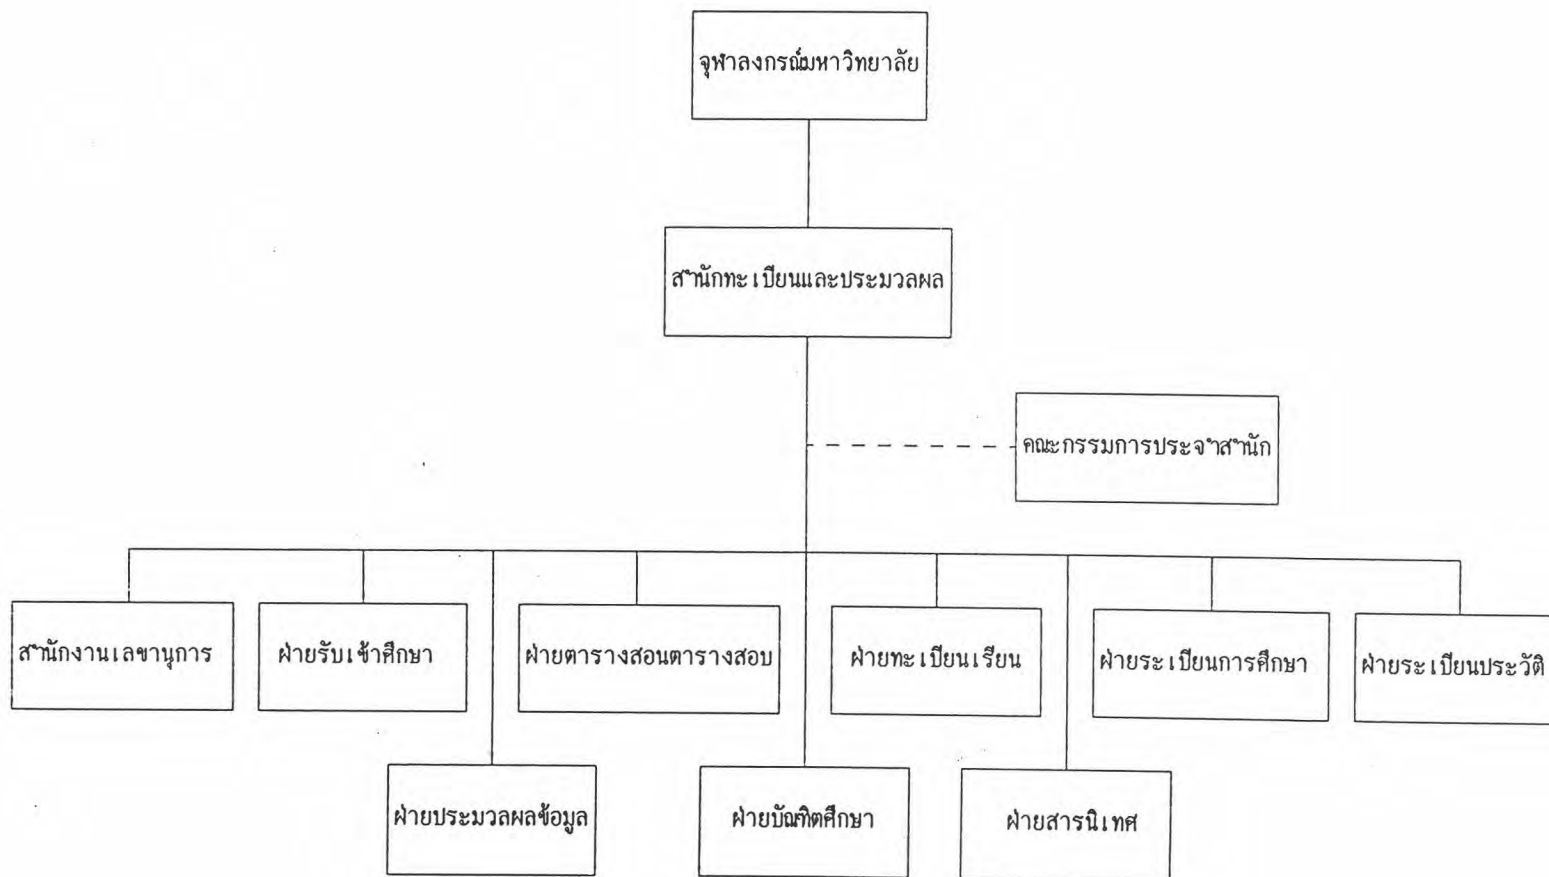 จุฬาลงกรณ์มหาวิทยาลัย
สำนักทะเบียนและประมวลผล
คณะกรรมการประจำสำนัก
สำนักงานเลขานุการ
ฝ่ายรับเข้าศึกษา
ฝ่ายตารางสอนตารางสอบ
ฝ่ายทะเบียนเรียน
ฝ่ายระเบียนการศึกษา
ฝ่ายระเบียนประวัติ
ฝ่ายประมวลผลข้อมูล
ฝ่ายบัณฑิตศึกษา
ฝ่ายสารนิเทศ